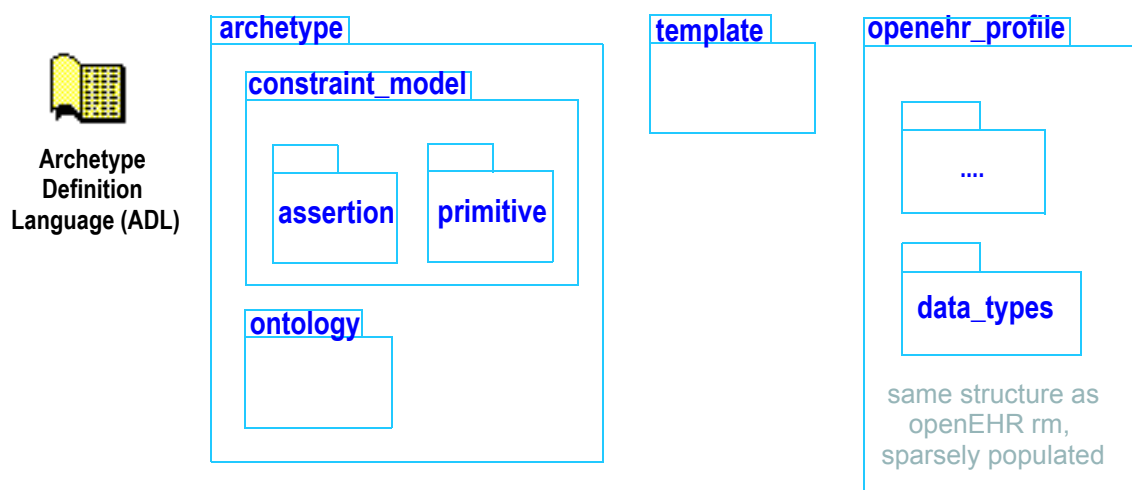 archetype
template
openehr_profile
constraint_model
Archetype
Definition
Language (ADL)
assertion
primitive
....
ontology
data_types
same structure as
openEHR rm,
sparsely populated